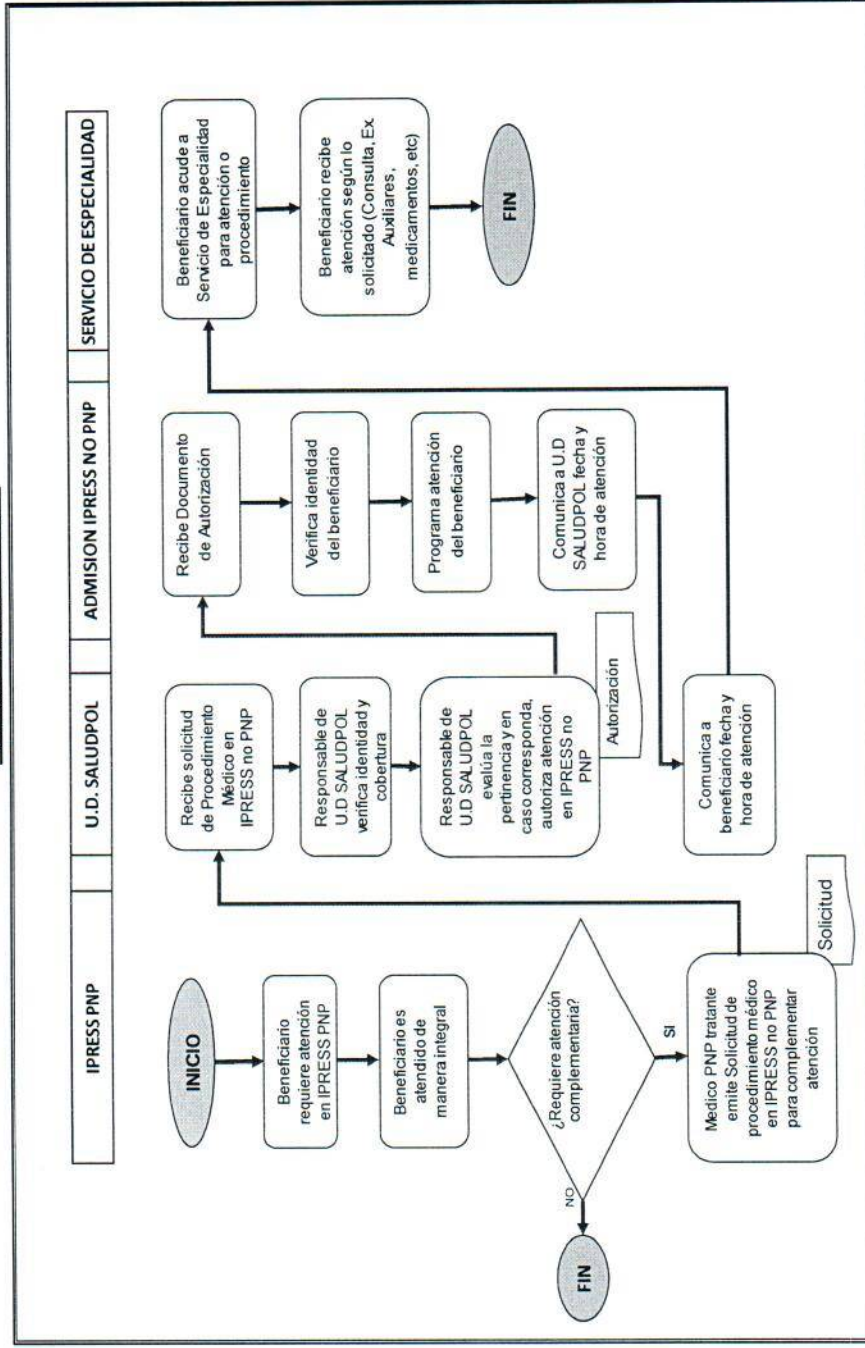 IPRESS PNP
U.D. SALUDPOL
ADMISION IPRESS NO PNP
SERVICIO DE ESPECIALIDAD
INICIO
Beneficiario
requiere atención
en IPRESS PNP
Beneficiario es
atendido de
manera integral
¿Requiere atención
complementaria?
NO
FIN
SI
Medico PNP tratante
emite Solicitud de
procedimiento médico
en IPRESS no PNP
para complementar
atención
Solicitud
Recibe solicitud
de Procedimiento
Médico en
IPRESS no PNP
Responsable de
U.D SALUDPOL
verifica identidad y
cobertura
Responsable de
U.D SALUDPOL
evalúa la
pertinencia y en
caso corresponda,
autoriza atención
en IPRESS no
PNP
Autorización
Comunica a
beneficiario fecha y
hora de atención
Recibe Documento
de Autorización
Verifica identidad
del beneficiario
Programa atención
del beneficiario
Comunica a U.D
SALUDPOL fecha y
hora de atención
Beneficiario acude a
Servicio de Especialidad
para atención o
procedimiento
Beneficiario recibe
atención según lo
solicitado (Consulta, Ex.
Auxiliares,
medicamentos, etc)
FIN